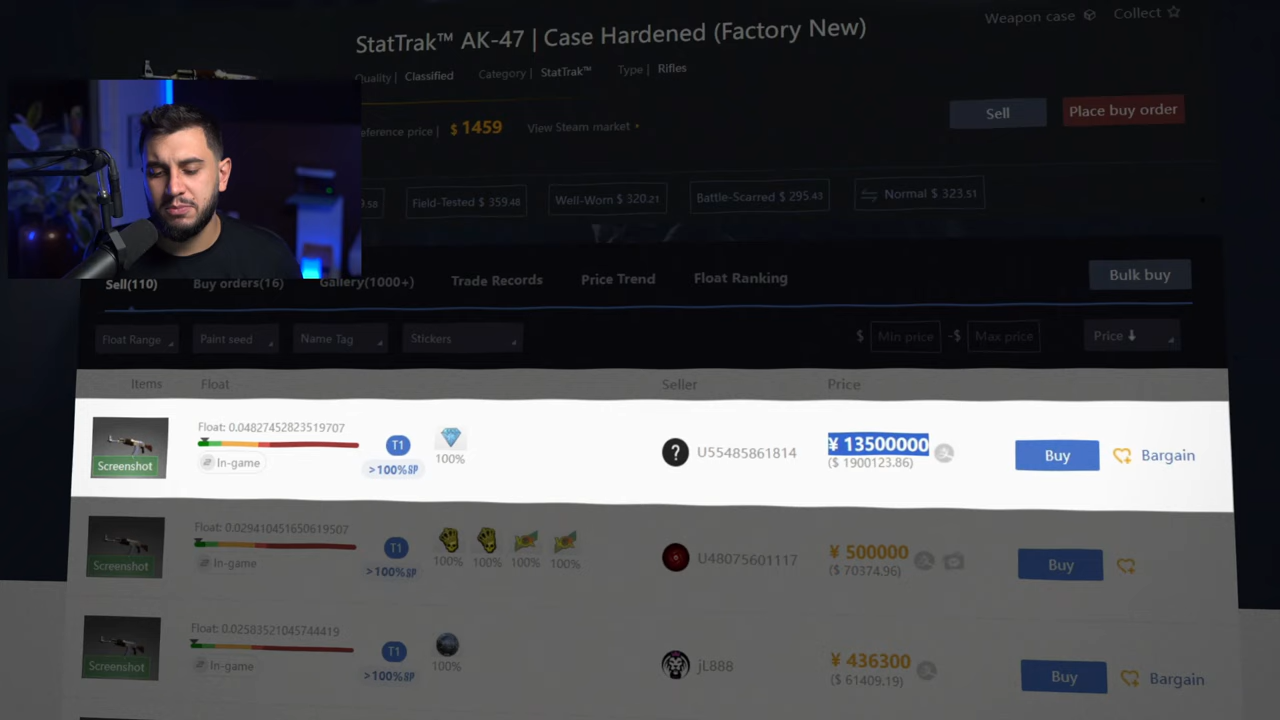 Weapon case
Collect
StatTrak™ AK-47 | Case Hardened (Factory New)
Quality | Classified Category | StatTrak™ Type | Rifles
Sell
Place buy order
price | $ 1459 View Steam market
Field-Tested $ 359.48
Well-Worn $ 320.21
Battle-Scarred $ 295.43
Normal $ 323.51
Sell(110) Buy orders(16) Gallery(1000+) Trade Records Price Trend Float Ranking
Bulk buy
Float Range Paint seed Name Tag Stickers
$ Min price -$ Max price
Price
Items Float Seller Price
Float: 0.04827452823519707
Screenshot
In-game
T1
>100%BP
100%
?
U55485861814
¥ 13500000
($ 1900123.86)
Buy
Bargain
Float: 0.029410451650619507
Screenshot
In-game
T1
>100%BP
100% 100% 100% 100%
U48075601117
¥ 500000
($ 70374.96)
Buy
Float: 0.02583521045744419
Screenshot
In-game
T1
>100%BP
100%
jL888
¥ 436300
($ 61409.19)
Buy
Bargain